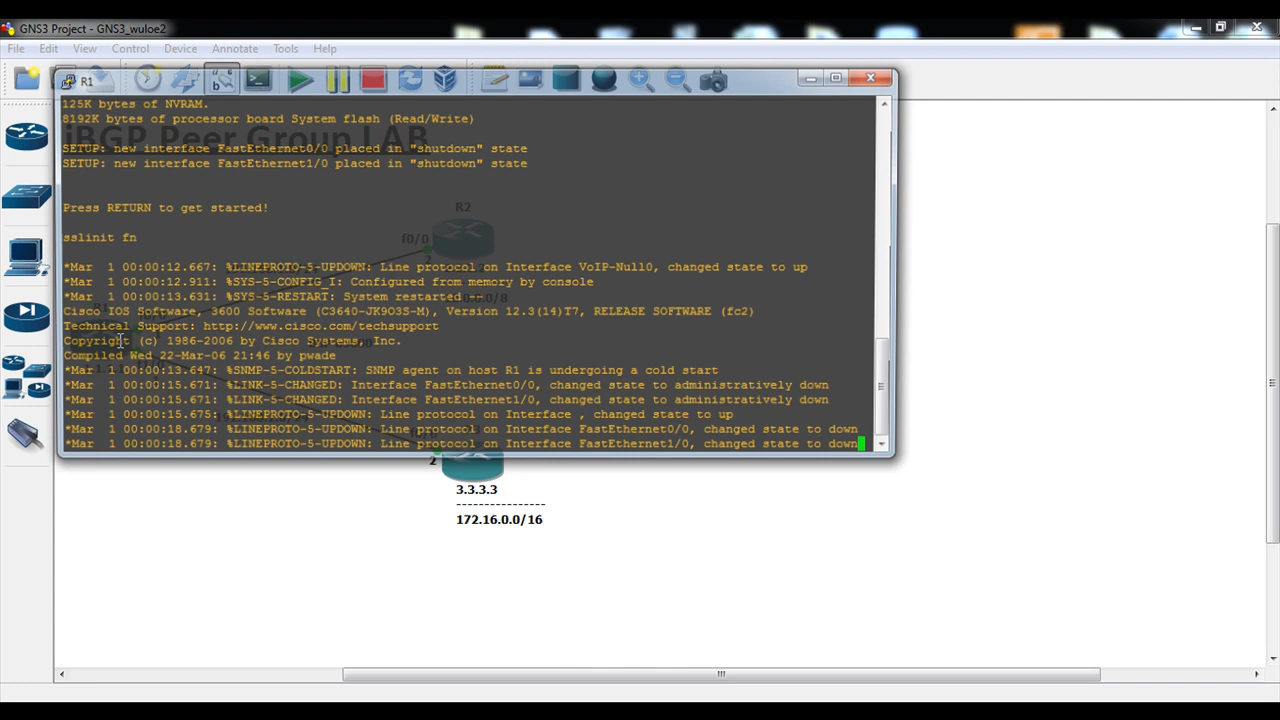 GNS3 Project - GNS3_wuloe2
File Edit View Control Device Annotate Tools Help
R1
125K bytes of NVRAM.
8192K bytes of processor board System flash (Read/Write)
iBGP Peer Group LAB
SETUP: new interface FastEthernet0/0 placed in "shutdown" state
SETUP: new interface FastEthernet1/0 placed in "shutdown" state
Press RETURN to get started!
R2
sslinit fn
f0/0
*Mar  1 00:00:12.667: %LINEPROTO-5-UPDOWN: Line protocol on Interface VoIP-Null0, changed state to up
*Mar  1 00:00:12.911: %SYS-5-CONFIG_I: Configured from memory by console
*Mar  1 00:00:13.631: %SYS-5-RESTART: System restarted --
Cisco IOS Software, 3600 Software (C3640-JK9O3S-M), Version 12.3(14)T7, RELEASE SOFTWARE (fc2)
Technical Support: http://www.cisco.com/techsupport
Copyright (c) 1986-2006 by Cisco Systems, Inc.
Compiled Wed 22-Mar-06 21:46 by pwade
*Mar  1 00:00:13.647: %SNMP-5-COLDSTART: SNMP agent on host R1 is undergoing a cold start
*Mar  1 00:00:15.671: %LINK-5-CHANGED: Interface FastEthernet0/0, changed state to administratively down
*Mar  1 00:00:15.671: %LINK-5-CHANGED: Interface FastEthernet1/0, changed state to administratively down
*Mar  1 00:00:15.675: %LINEPROTO-5-UPDOWN: Line protocol on Interface , changed state to up
*Mar  1 00:00:18.679: %LINEPROTO-5-UPDOWN: Line protocol on Interface FastEthernet0/0, changed state to down
*Mar  1 00:00:18.679: %LINEPROTO-5-UPDOWN: Line protocol on Interface FastEthernet1/0, changed state to down
2
3.3.3.3
----------------
172.16.0.0/16